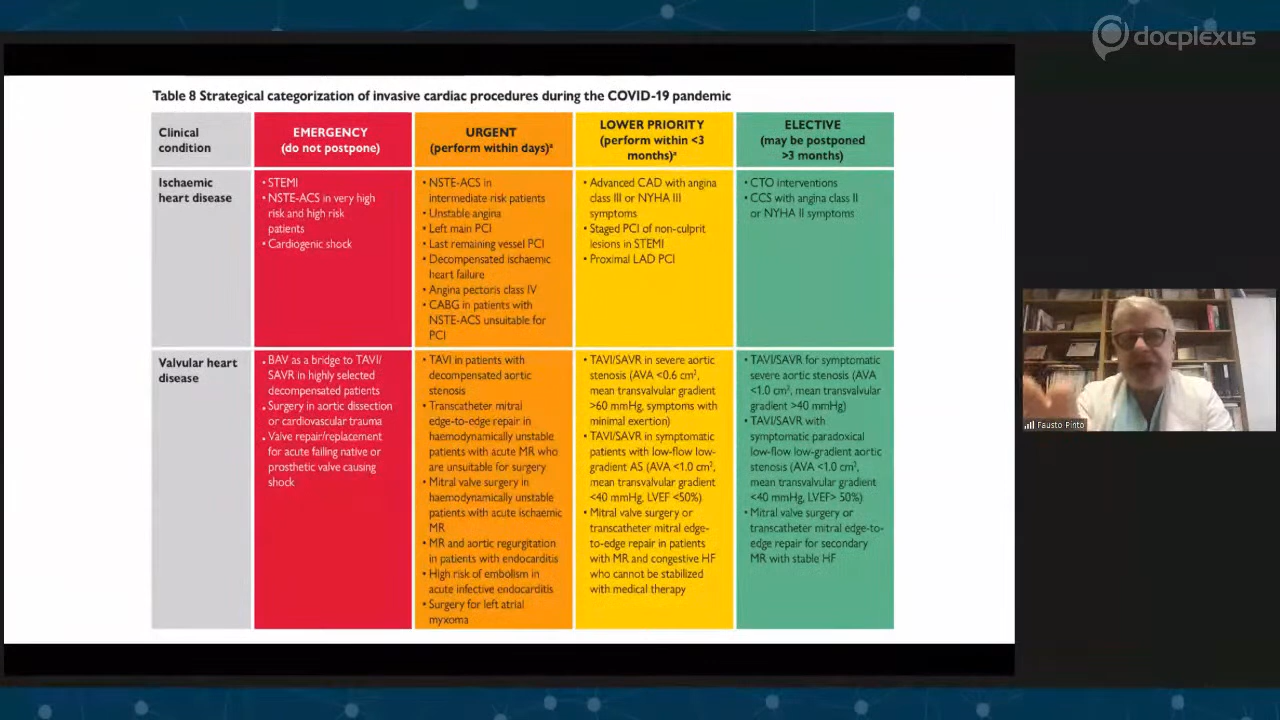 docplexus
Table 8 Strategical categorization of invasive cardiac procedures during the COVID-19 pandemic
Clinical
condition
EMERGENCY
(do not postpone)
URGENT
(perform within days)ª
LOWER PRIORITY
(perform within <3
months)ª
ELECTIVE
(may be postponed
>3 months)
Ischaemic
heart disease
• STEMI
• NSTE-ACS in very high
risk and high risk
patients
• Cardiogenic shock
• NSTE-ACS in
intermediate risk patients
• Unstable angina
• Left main PCI
• Last remaining vessel PCI
• Decompensated ischaemic
heart failure
• Angina pectoris class IV
• CABG in patients with
NSTE-ACS unsuitable for
PCI
• Advanced CAD with angina
class III or NYHA III
symptoms
• Staged PCI of non-culprit
lesions in STEMI
• Proximal LAD PCI
• CTO interventions
• CCS with angina class II
or NYHA II symptoms
Valvular heart
disease
• BAV as a bridge to TAVI/
SAVR in highly selected
decompensated patients
• Surgery in aortic dissection
or cardiovascular trauma
• Valve repair/replacement
for acute failing native or
prosthetic valve causing
shock
• TAVI in patients with
decompensated aortic
stenosis
• Transcatheter mitral
edge-to-edge repair in
haemodynamically unstable
patients with acute MR who
are unsuitable for surgery
• Mitral valve surgery in
haemodynamically unstable
patients with acute ischaemic
MR
• MR and aortic regurgitation
in patients with endocarditis
• High risk of embolism in
acute infective endocarditis
• Surgery for left atrial
myxoma
• TAVI/SAVR in severe aortic
stenosis (AVA <0.6 cm²,
mean transvalvular gradient
>60 mmHg, symptoms with
minimal exertion)
• TAVI/SAVR in symptomatic
patients with low-flow low-
gradient AS (AVA <1.0 cm²,
mean transvalvular gradient
<40 mmHg, LVEF <50%)
• Mitral valve surgery or
transcatheter mitral edge-
to-edge repair in patients
with MR and congestive HF
who cannot be stabilized
with medical therapy
• TAVI/SAVR for symptomatic
severe aortic stenosis (AVA
<1.0 cm², mean transvalvular
gradient >40 mmHg)
• TAVI/SAVR with
symptomatic paradoxical
low-flow low-gradient aortic
stenosis (AVA <1.0 cm²,
mean transvalvular gradient
<40 mmHg, LVEF> 50%)
• Mitral valve surgery or
transcatheter mitral edge-to-
edge repair for secondary
MR with stable HF
Fausto Pinto